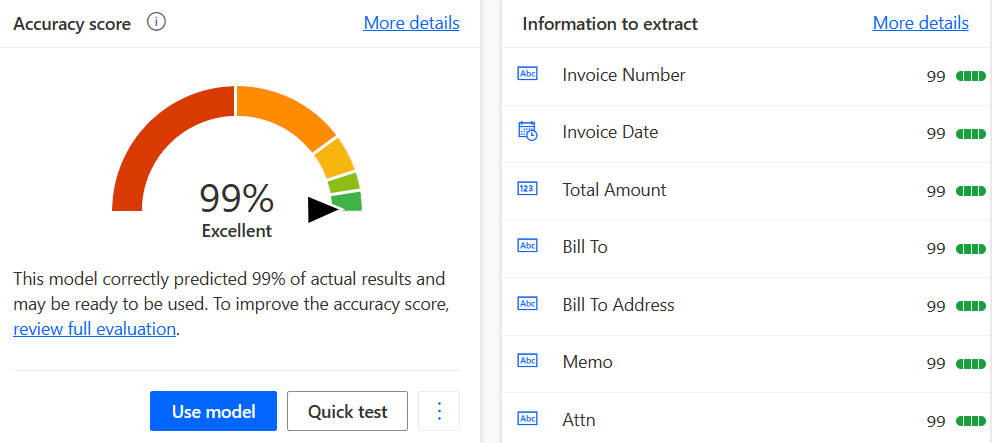 Accuracy score
More details
99%
Excellent
This model correctly predicted 99% of actual results and
may be ready to be used. To improve the accuracy score,
review full evaluation.
Use model
Quick test
Information to extract
More details
Abc Invoice Number 99
Invoice Date 99
123 Total Amount 99
Abc Bill To 99
Abc Bill To Address 99
Abc Memo 99
Abc Attn 99